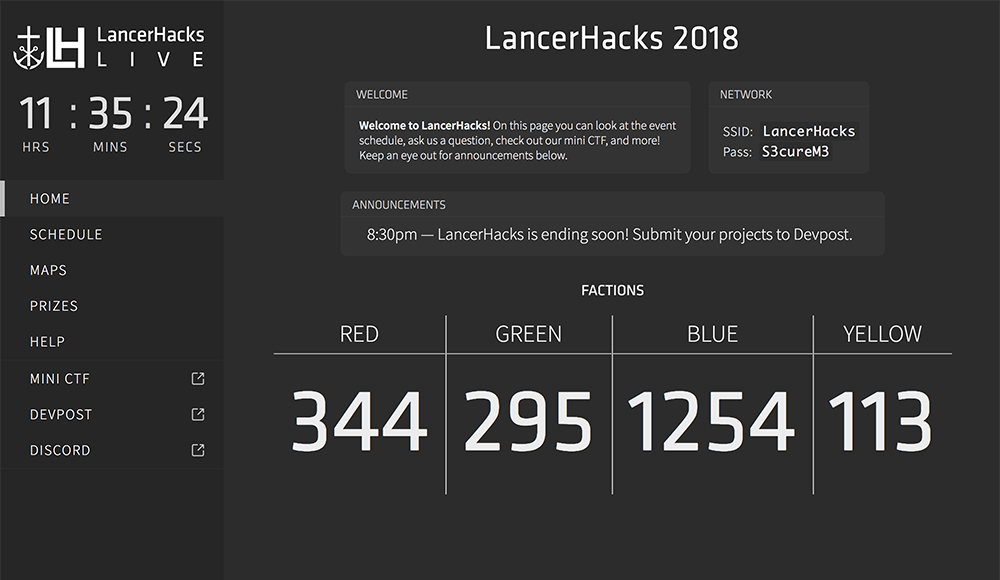 LH
LancerHacks
LIVE
11 : 35 : 24
HRS MINS SECS
HOME
SCHEDULE
MAPS
PRIZES
HELP
MINI CTF
DEVPOST
DISCORD
LancerHacks 2018
WELCOME
Welcome to LancerHacks! On this page you can look at the event
schedule, ask us a question, check out our mini CTF, and more!
Keep an eye out for announcements below.
NETWORK
SSID: LancerHacks
Pass: S3cureM3
ANNOUNCEMENTS
8:30pm — LancerHacks is ending soon! Submit your projects to Devpost.
FACTIONS
RED GREEN BLUE YELLOW
344 295 1254 113